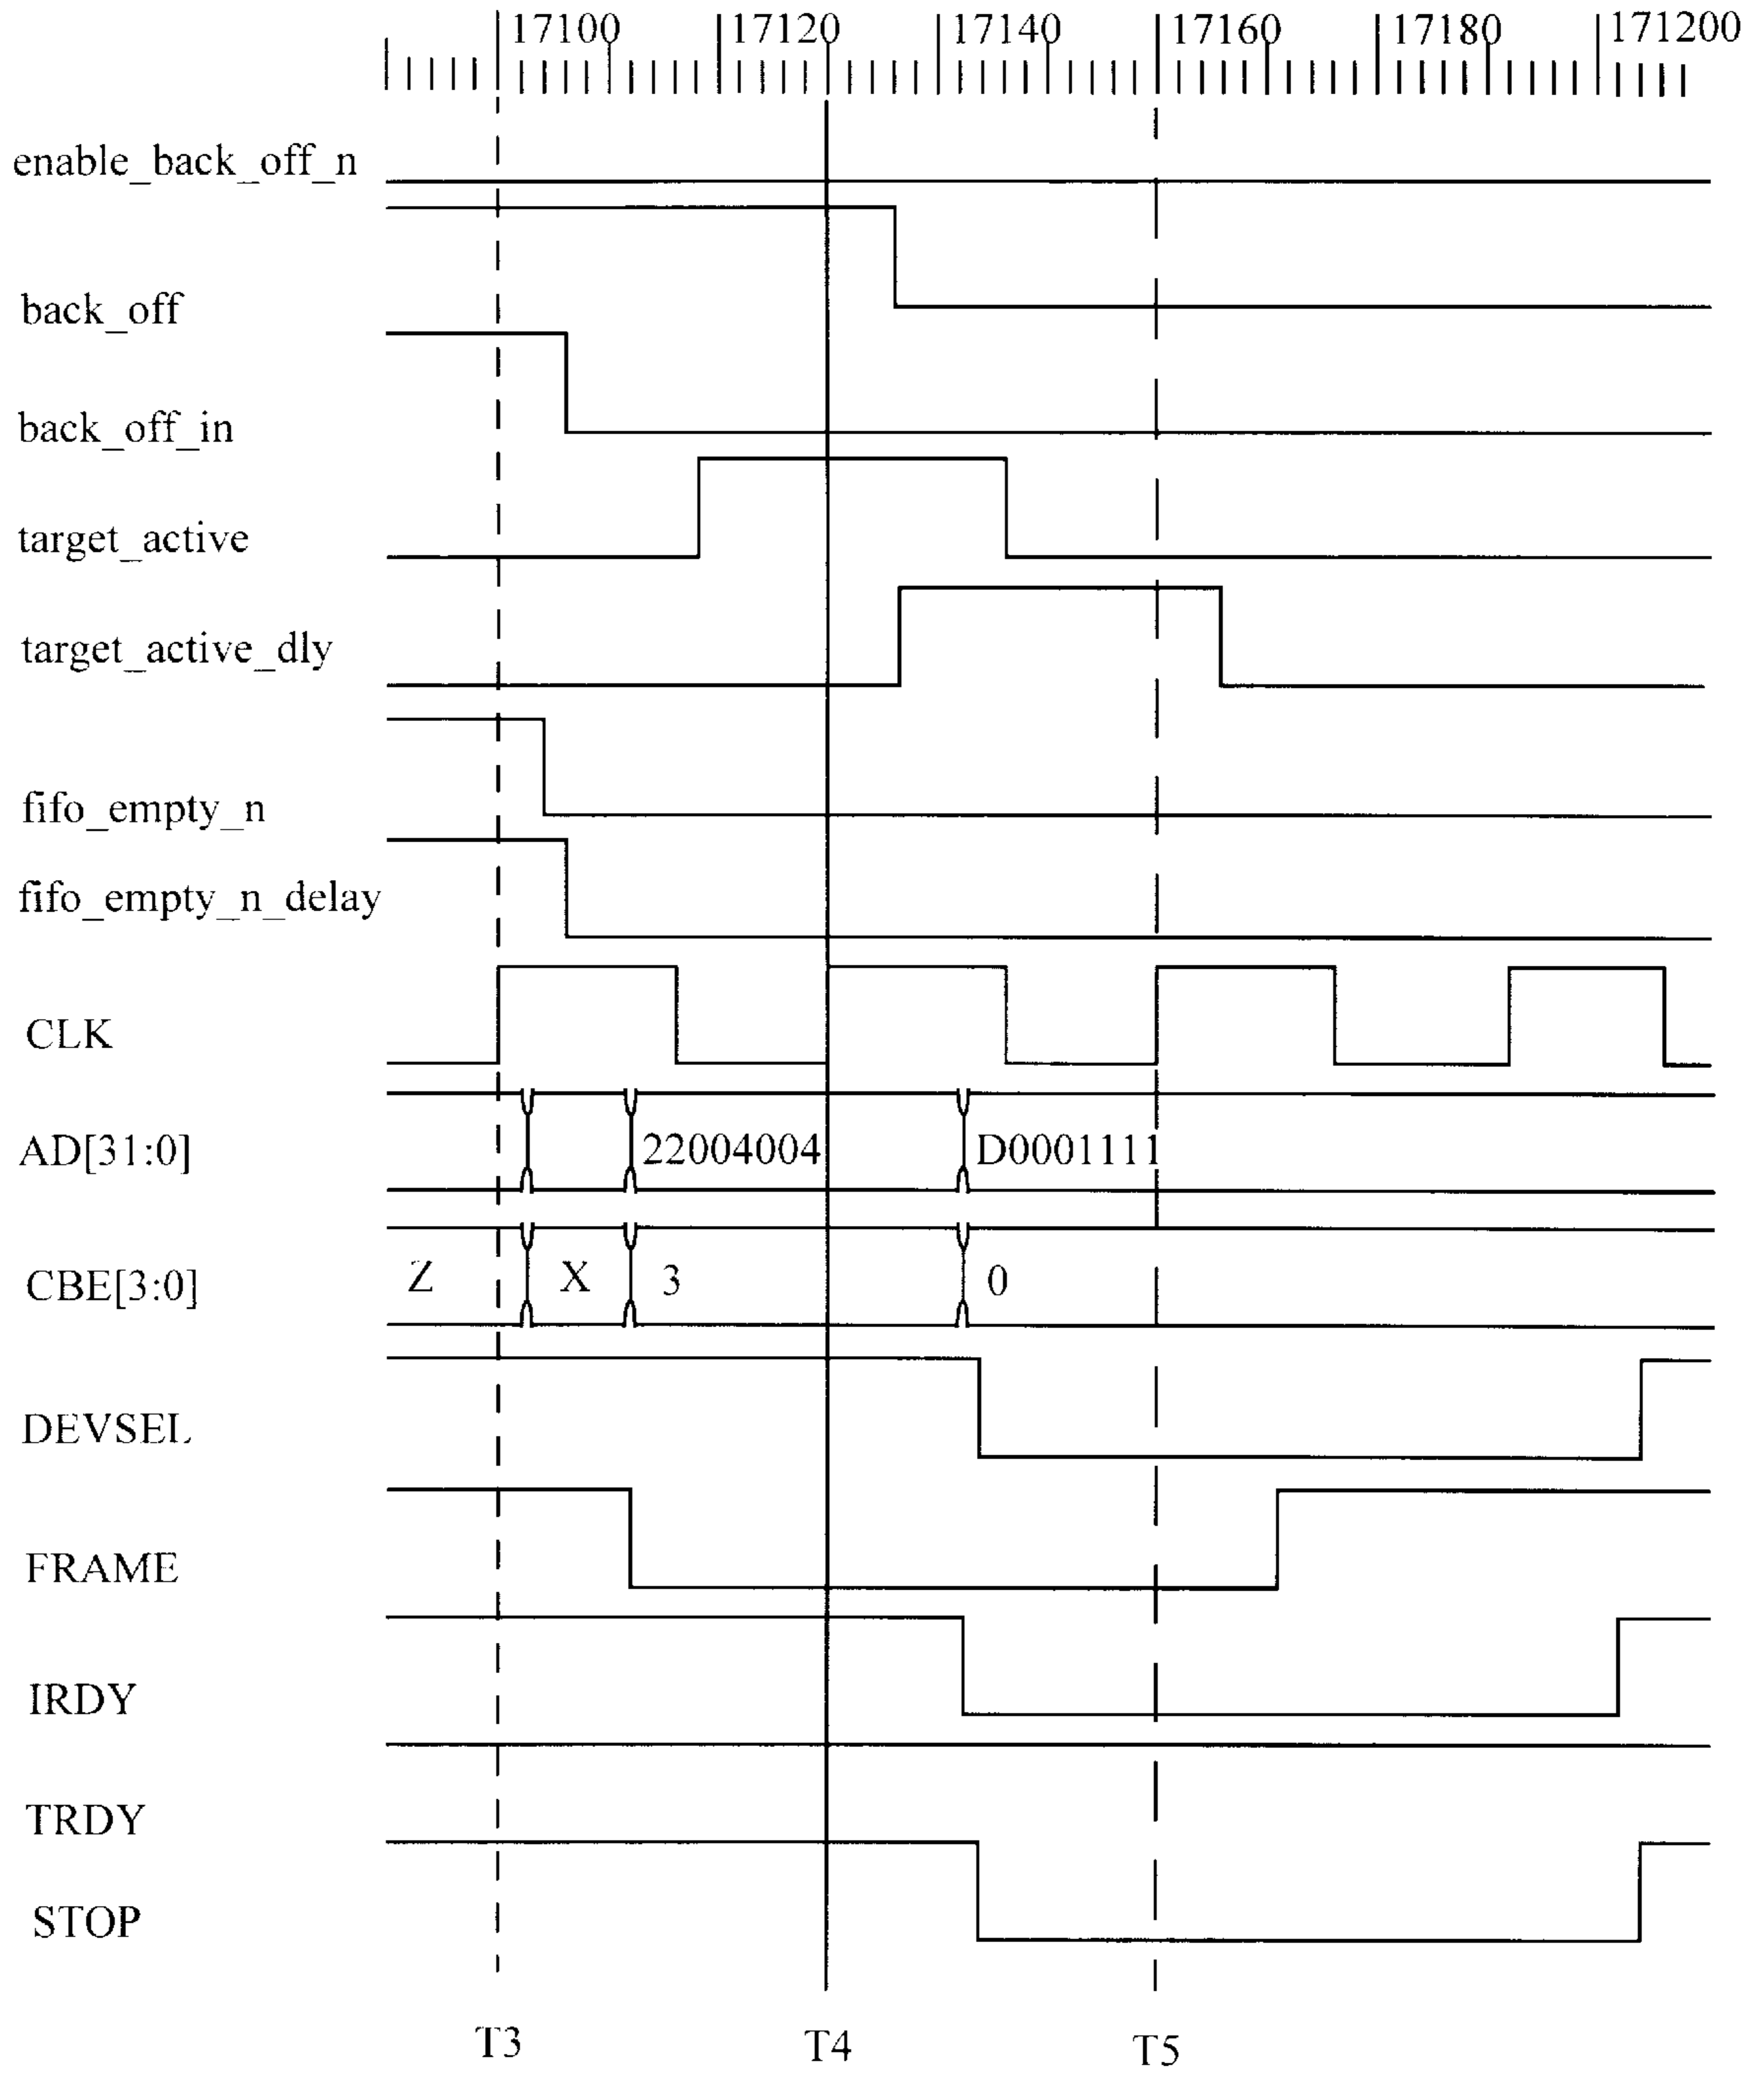 17100 17120 17140 17160 17180 171200
enable_back_off_n
back_off
back_off_in
target_active
target_active_dly
fifo_empty_n
fifo_empty_n_delay
CLK
AD[31:0] 22004004 D0001111
CBE[3:0] Z X 3 0
DEVSEL
FRAME
IRDY
TRDY
STOP
T3 T4 T5